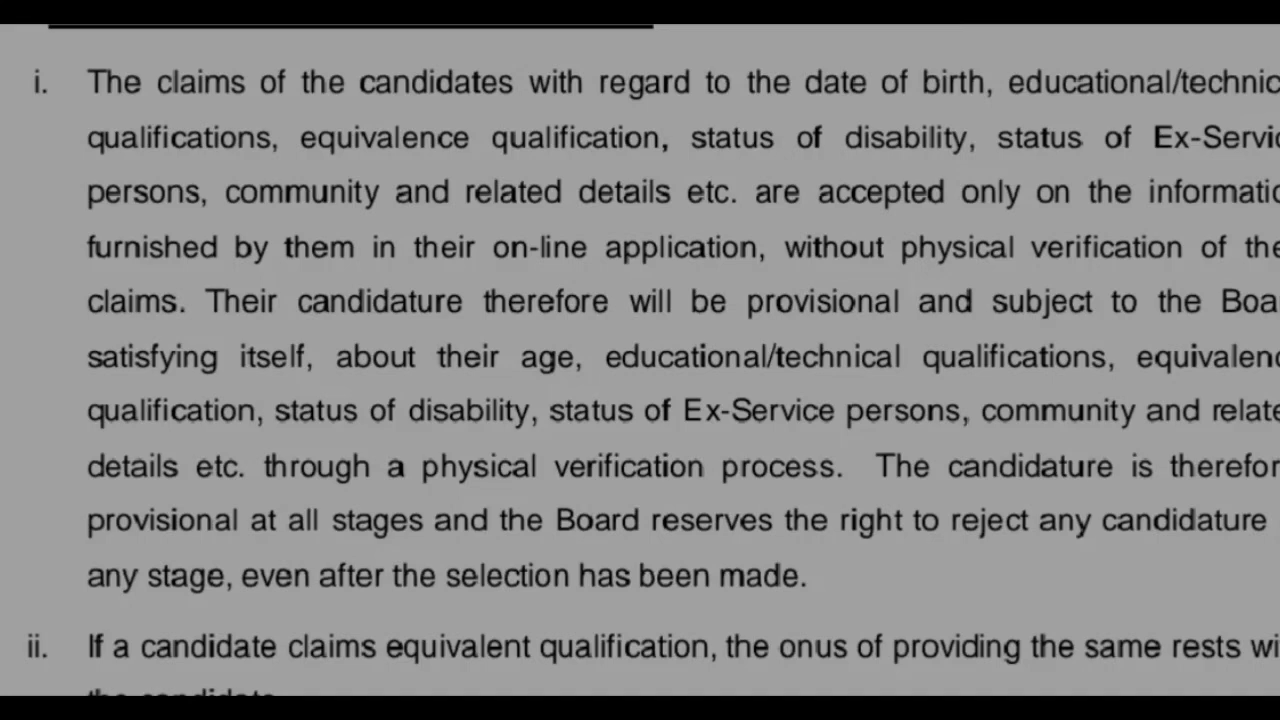 i. The claims of the candidates with regard to the date of birth, educational/technic
qualifications, equivalence qualification, status of disability, status of Ex-Servic
persons, community and related details etc. are accepted only on the informatio
furnished by them in their on-line application, without physical verification of the
claims. Their candidature therefore will be provisional and subject to the Boa
satisfying itself, about their age, educational/technical qualifications, equivalenc
qualification, status of disability, status of Ex-Service persons, community and relate
details etc. through a physical verification process. The candidature is therefor
provisional at all stages and the Board reserves the right to reject any candidature
any stage, even after the selection has been made.
ii. If a candidate claims equivalent qualification, the onus of providing the same rests wi
the candidate